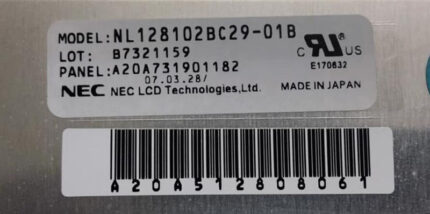 MODEL: NL128102BC29-01B
LOT: B7321159
PANEL: A20A731901182
07.03.28/
NEC NEC LCD Technologies, Ltd.
C RU US
E170632
MADE IN JAPAN
A20A512808061